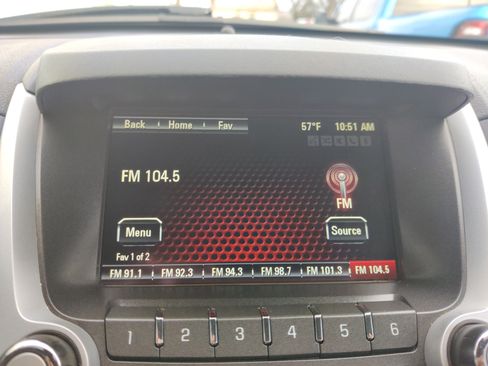 Back Home Fav 57°F 10:51 AM
FM 104.5
FM
Menu Source
Fav 1 of 2
FM 91.1 FM 92.3 FM 94.3 FM 98.7 FM 101.3 FM 104.5
1 2 3 4 5 6